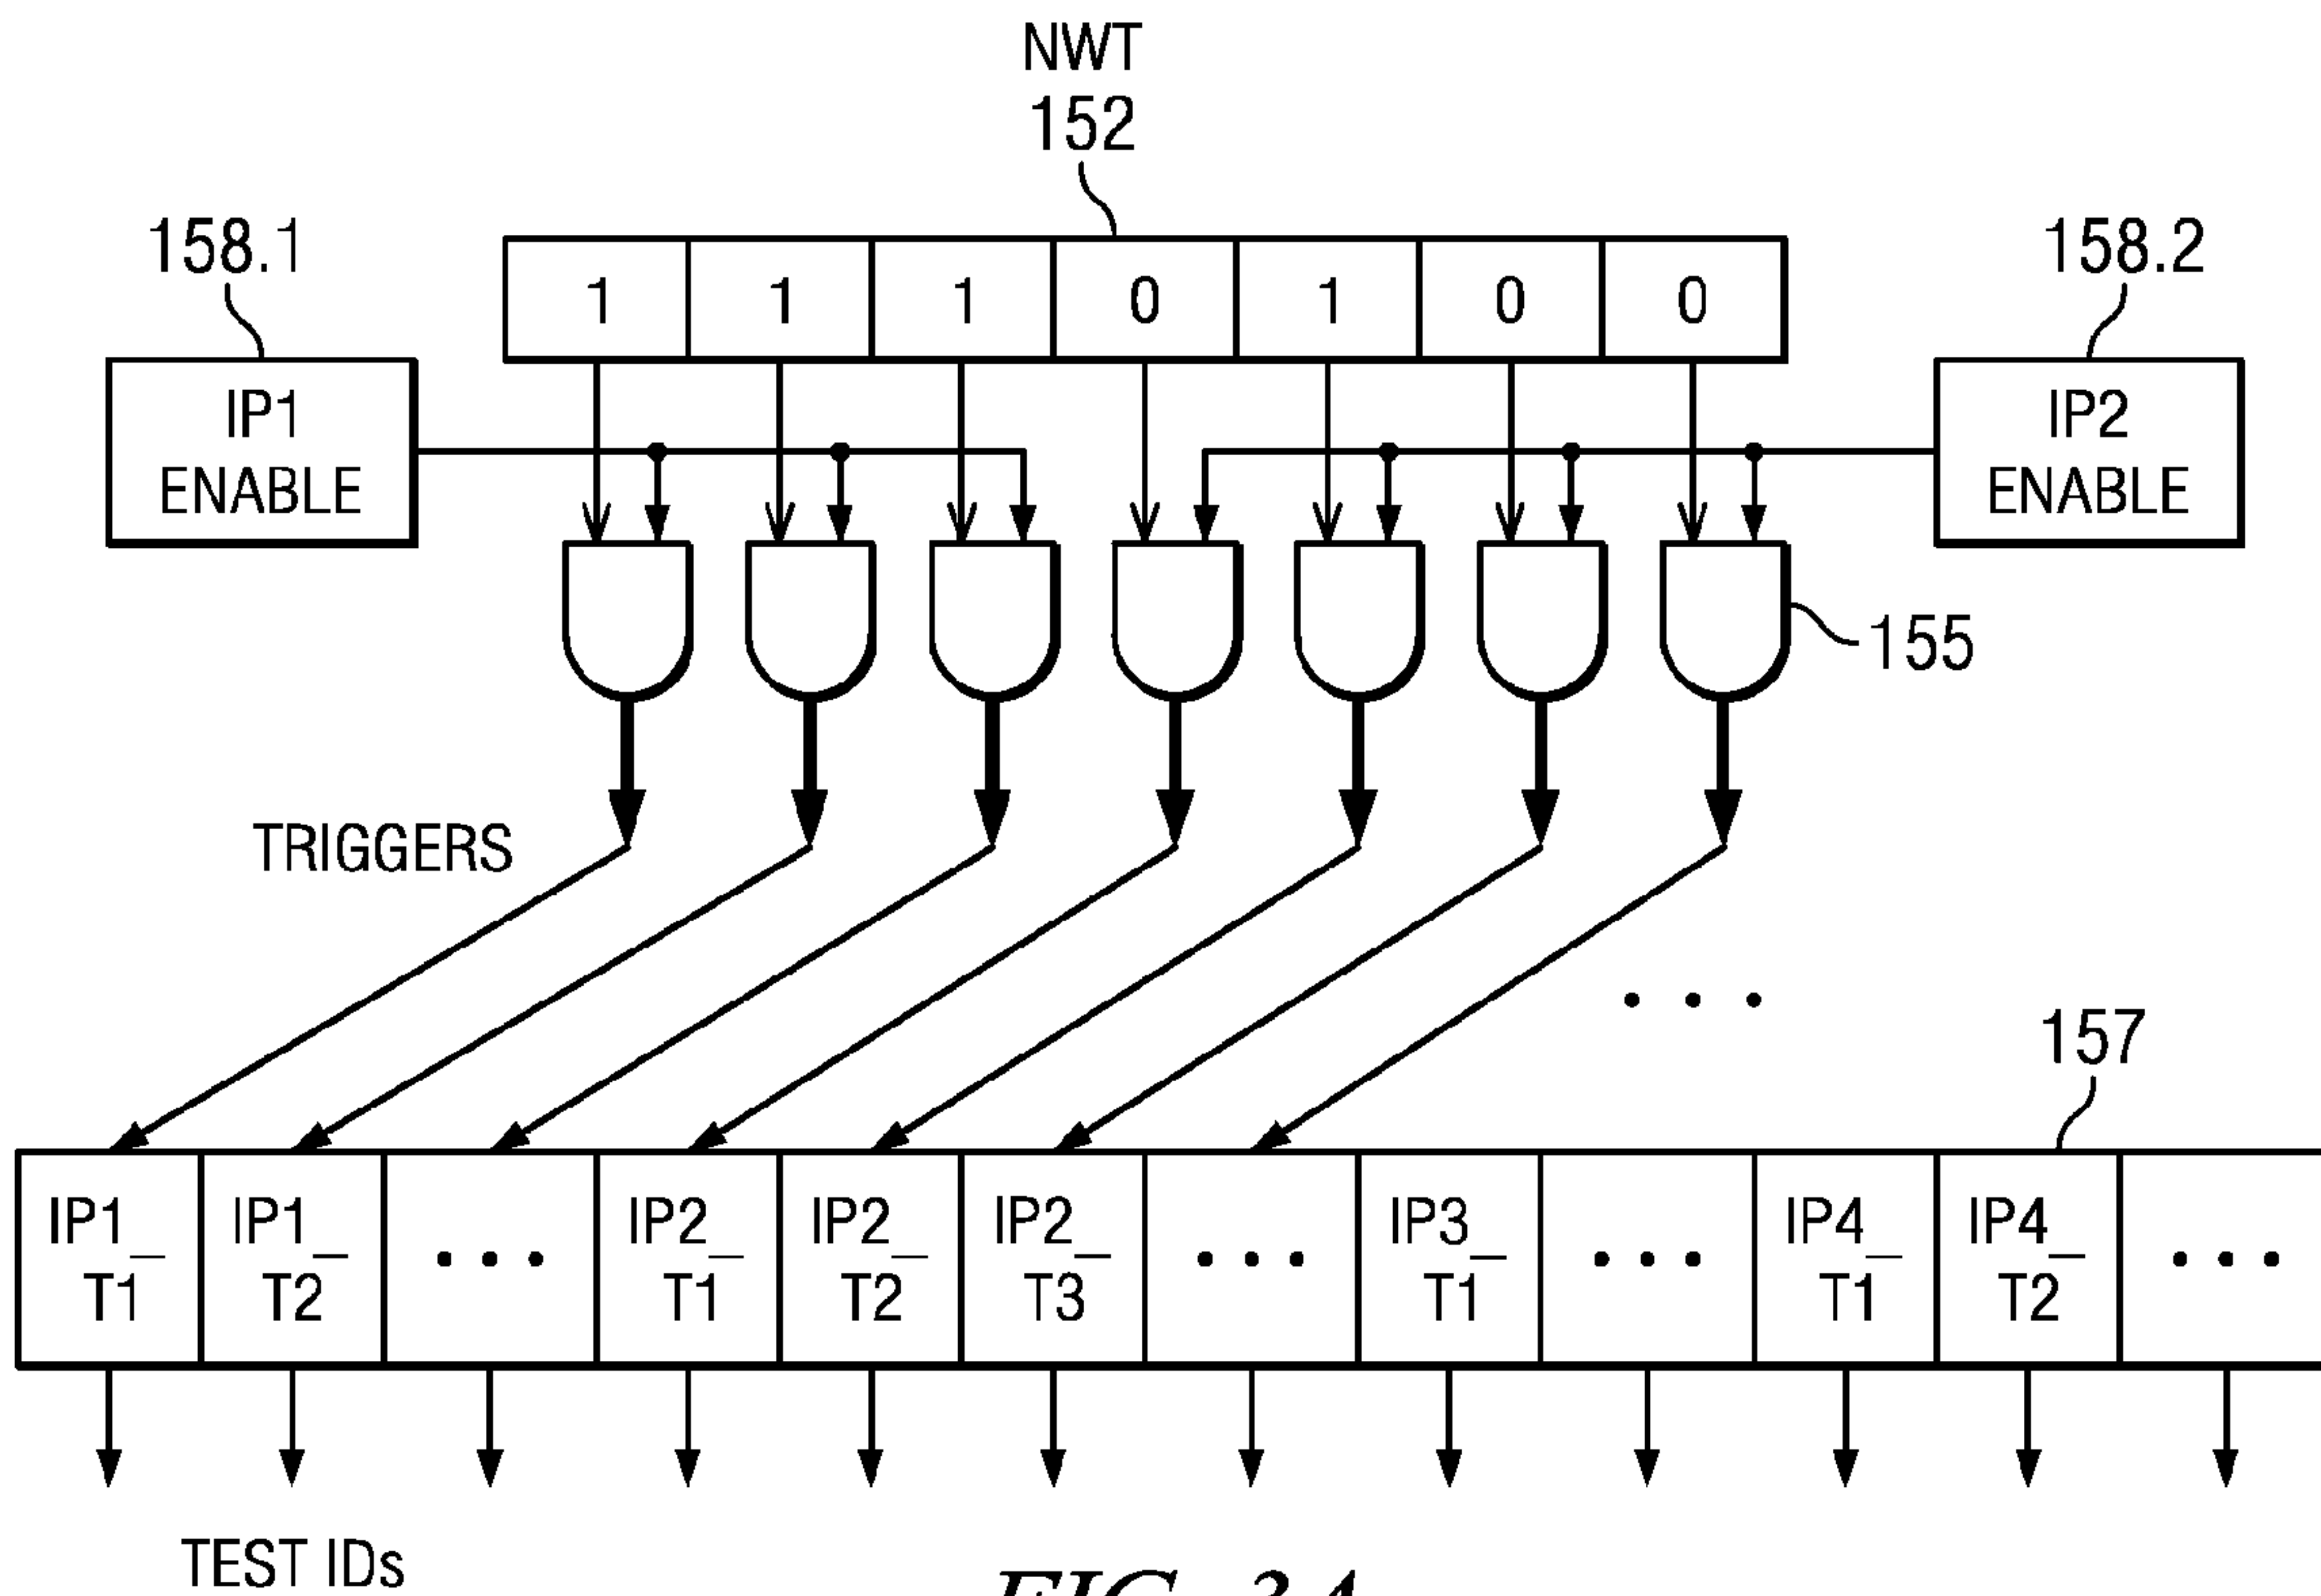 NWT
152
158.1
158.2
1 1 1 0 1 0 0
IP1
ENABLE
IP2
ENABLE
155
TRIGGERS
157
IP1_
T1
IP1_
T2
• • •
IP2_
T1
IP2_
T2
IP2_
T3
• • •
IP3_
T1
• • •
IP4_
T1
IP4_
T2
• • •
TEST IDs